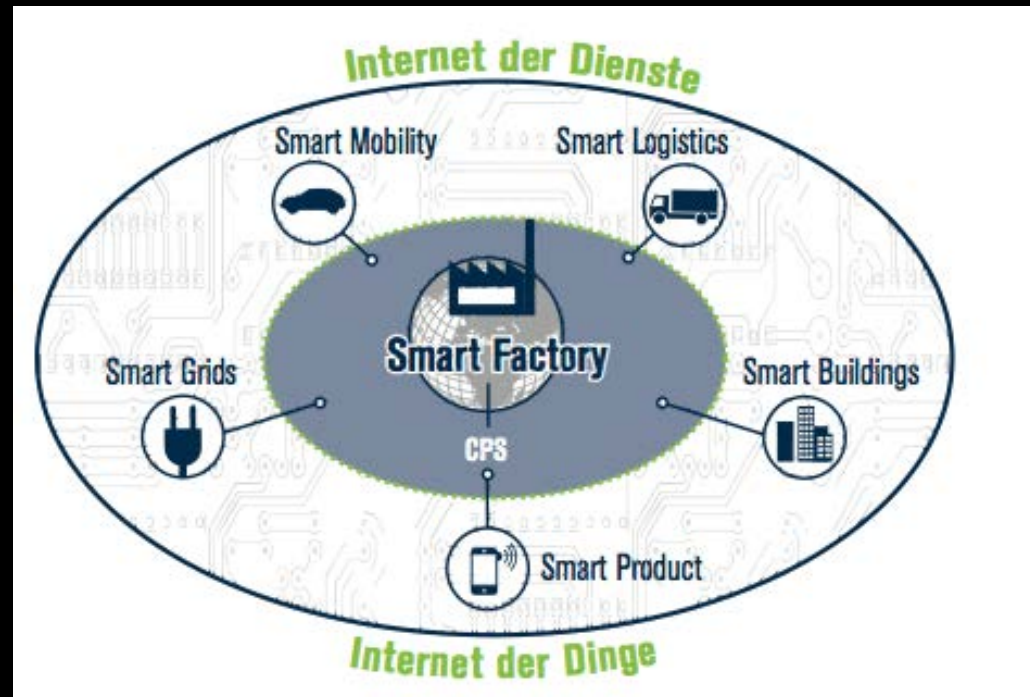 Internet der Dienste
Smart Mobility
Smart Logistics
Smart Factory
Smart Grids
Smart Buildings
CPS
Smart Product
Internet der Dinge